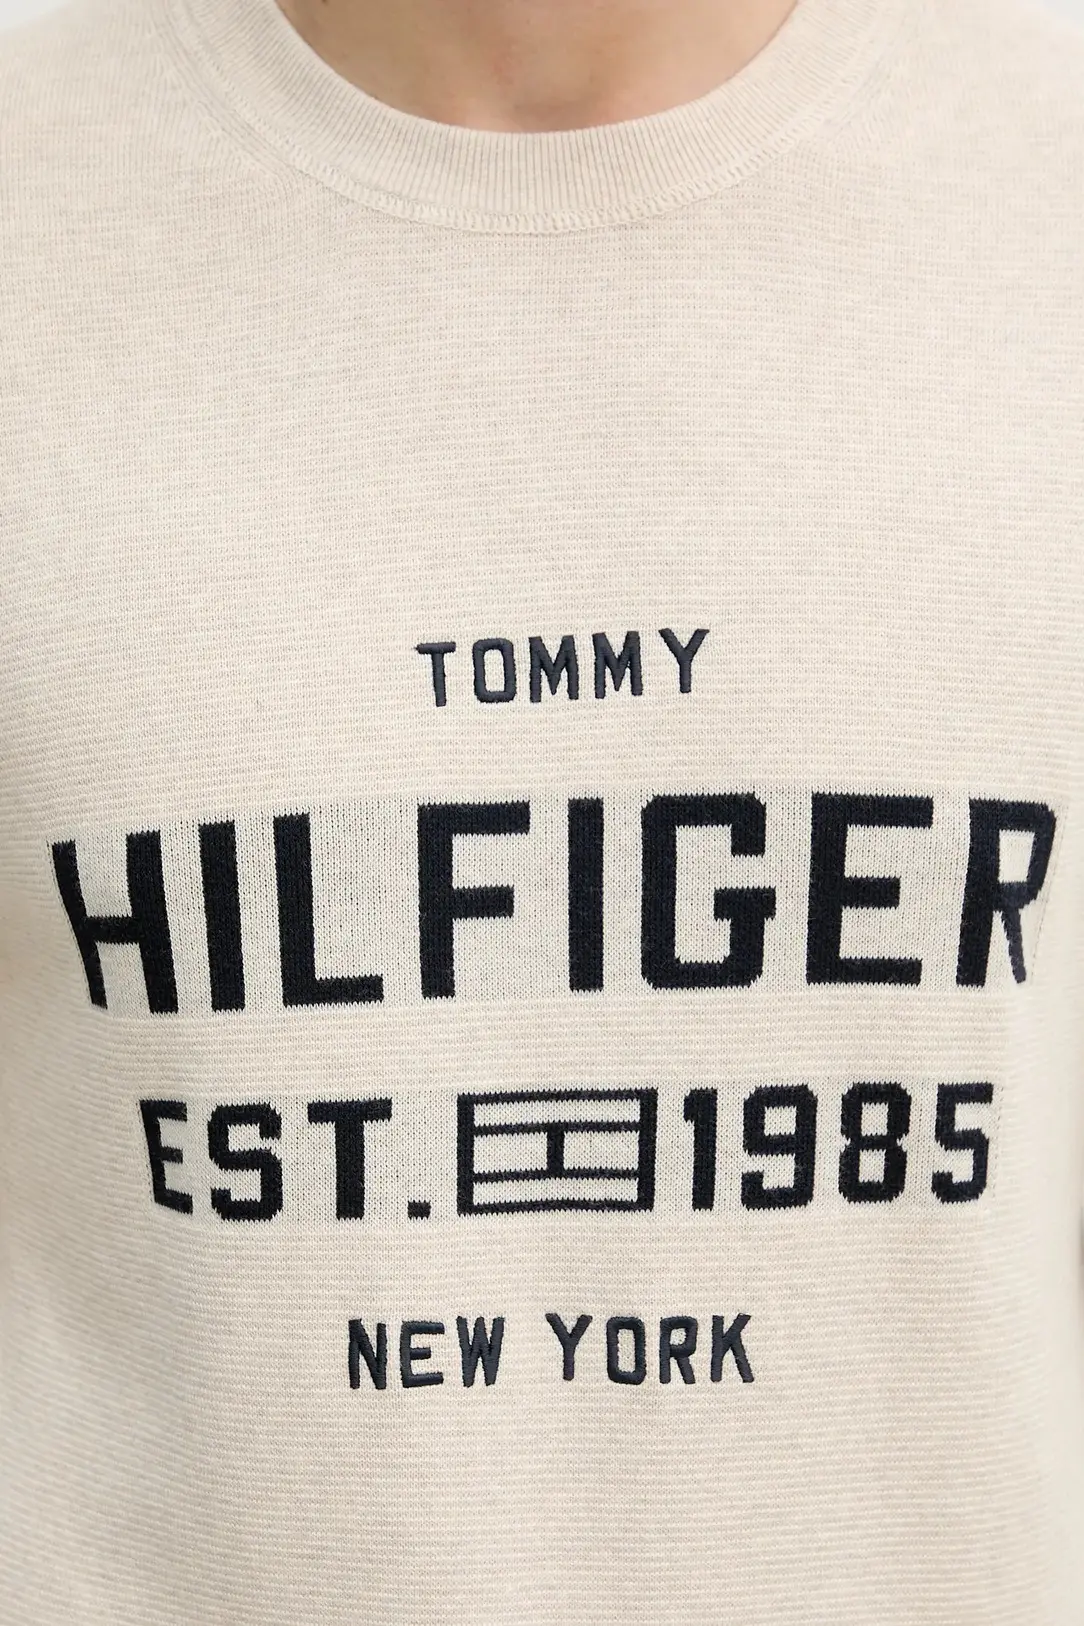 TOMMY
HILFIGER
EST. 1985
NEW YORK